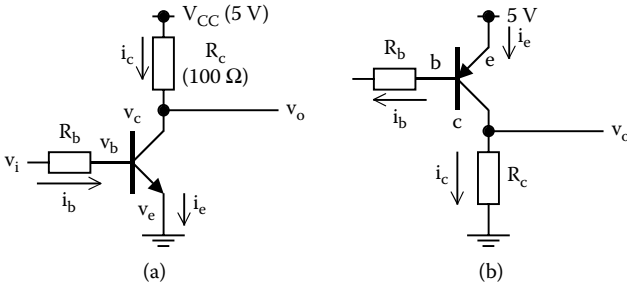 V_CC (5 V)
i_c
R_c
(100 Ω)
v_c
v_o
R_b
v_b
v_i
i_b
v_e
i_e
(a)
5 V
i_e
R_b
b
e
i_b
c
v_o
i_c
R_c
(b)